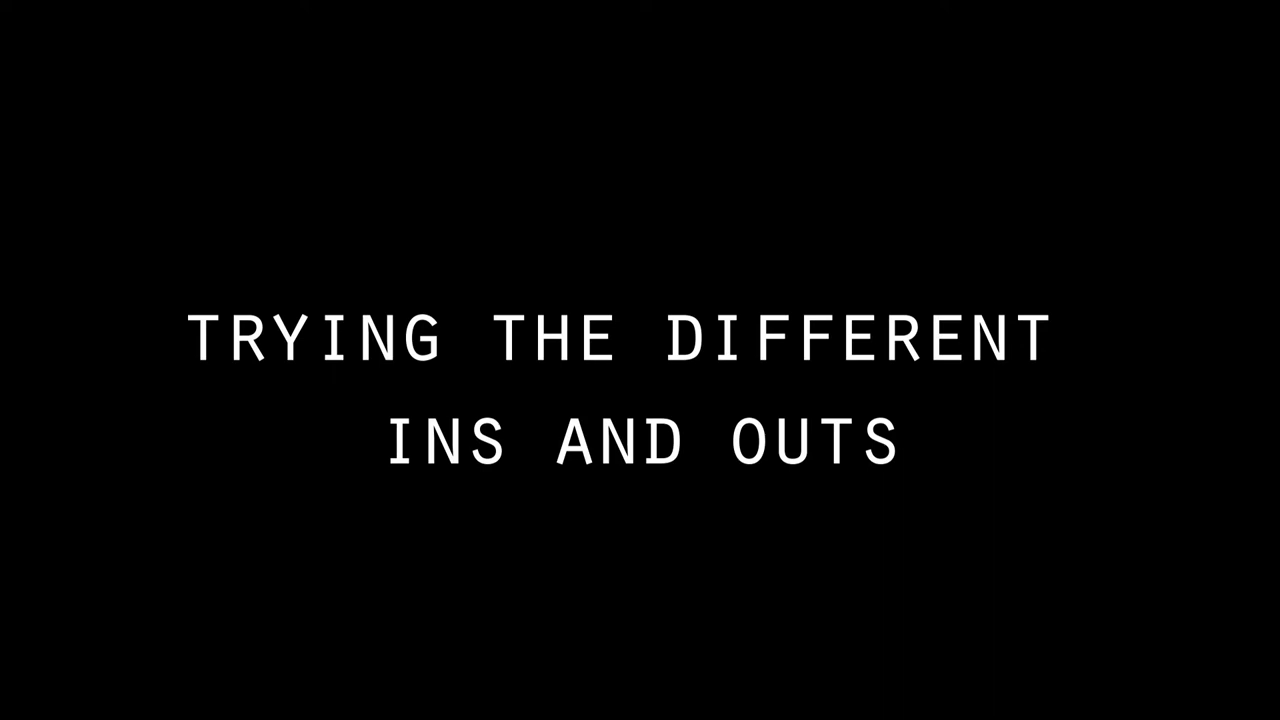 TRYING THE DIFFERENT
INS AND OUTS